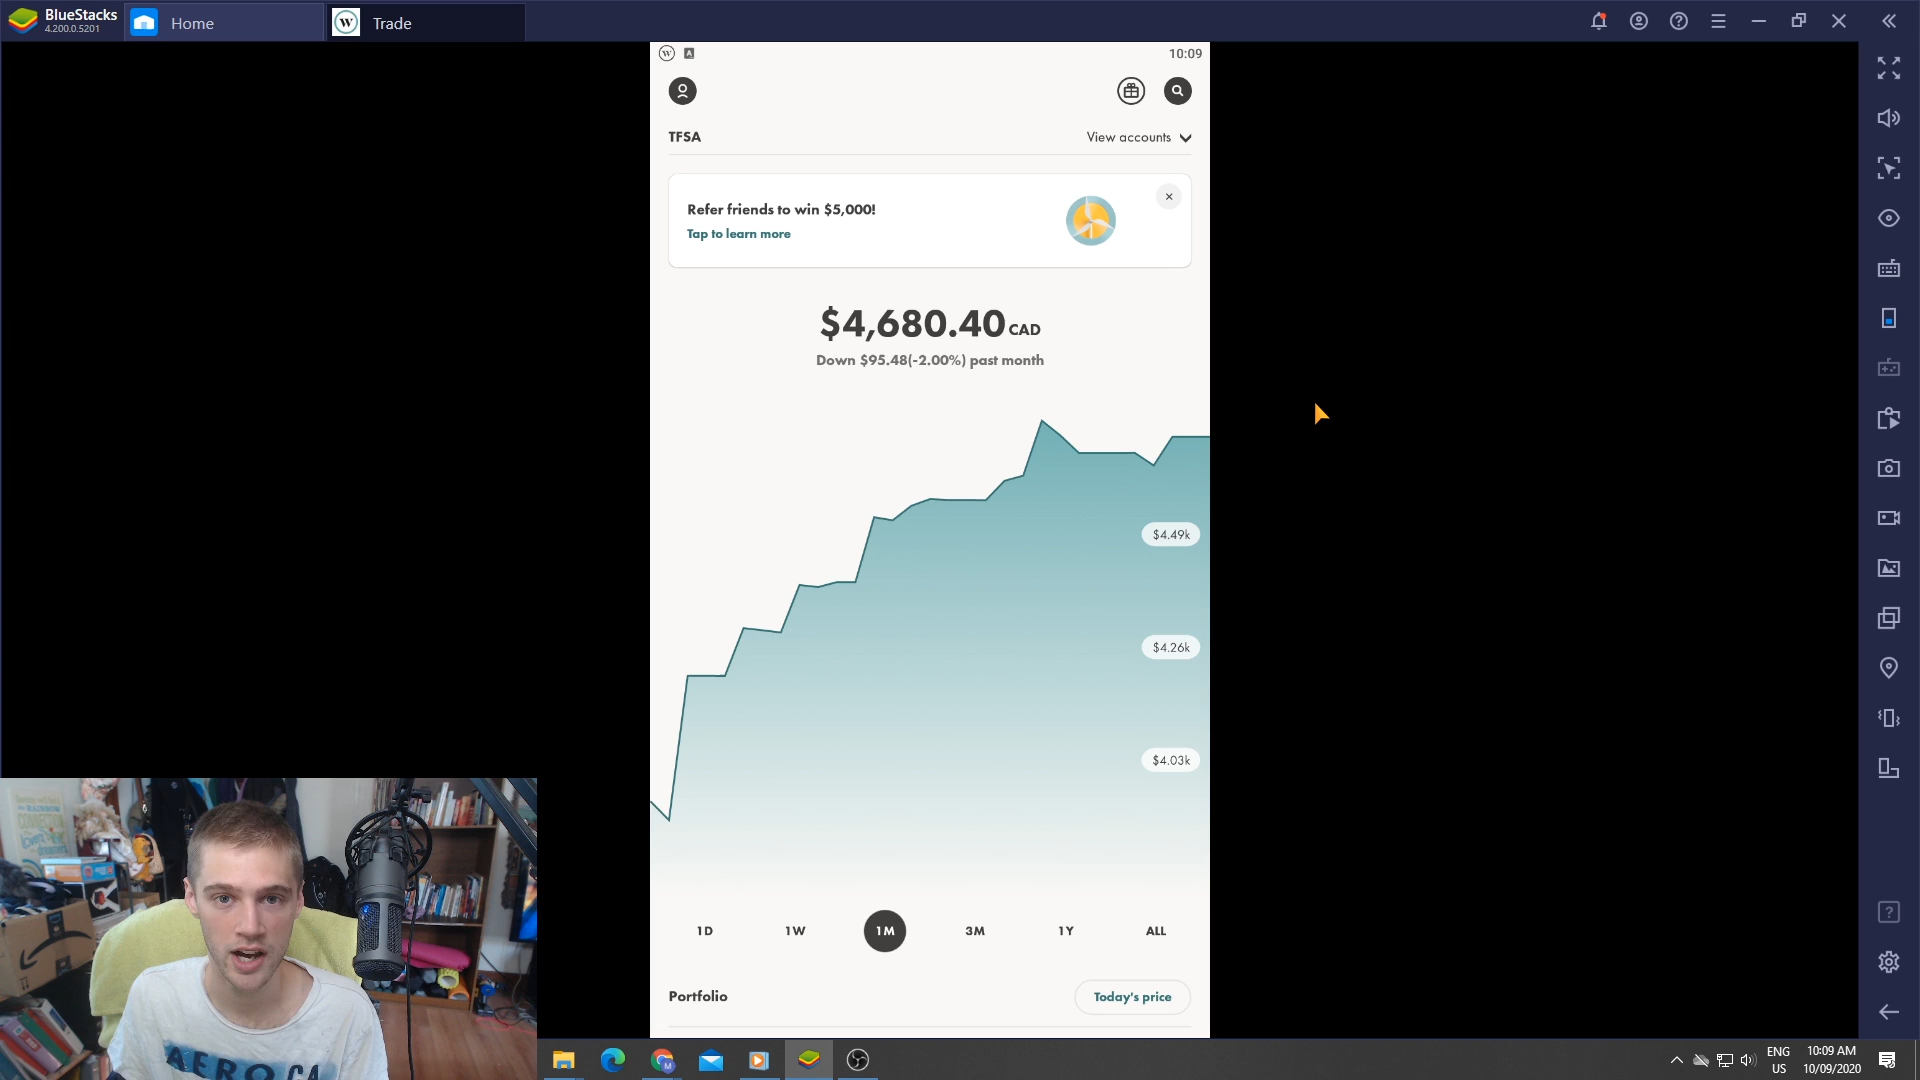 BlueStacks
4.200.0.5201
Home
W
Trade
W
A
10:09
TFSA
View accounts
Refer friends to win $5,000!
Tap to learn more
$4,680.40 CAD
Down $95.48(-2.00%) past month
$4.49k
$4.26k
$4.03k
1D
1W
1M
3M
1Y
ALL
Portfolio
Today's price
AERO
ENG
US
10:09 AM
10/09/2020